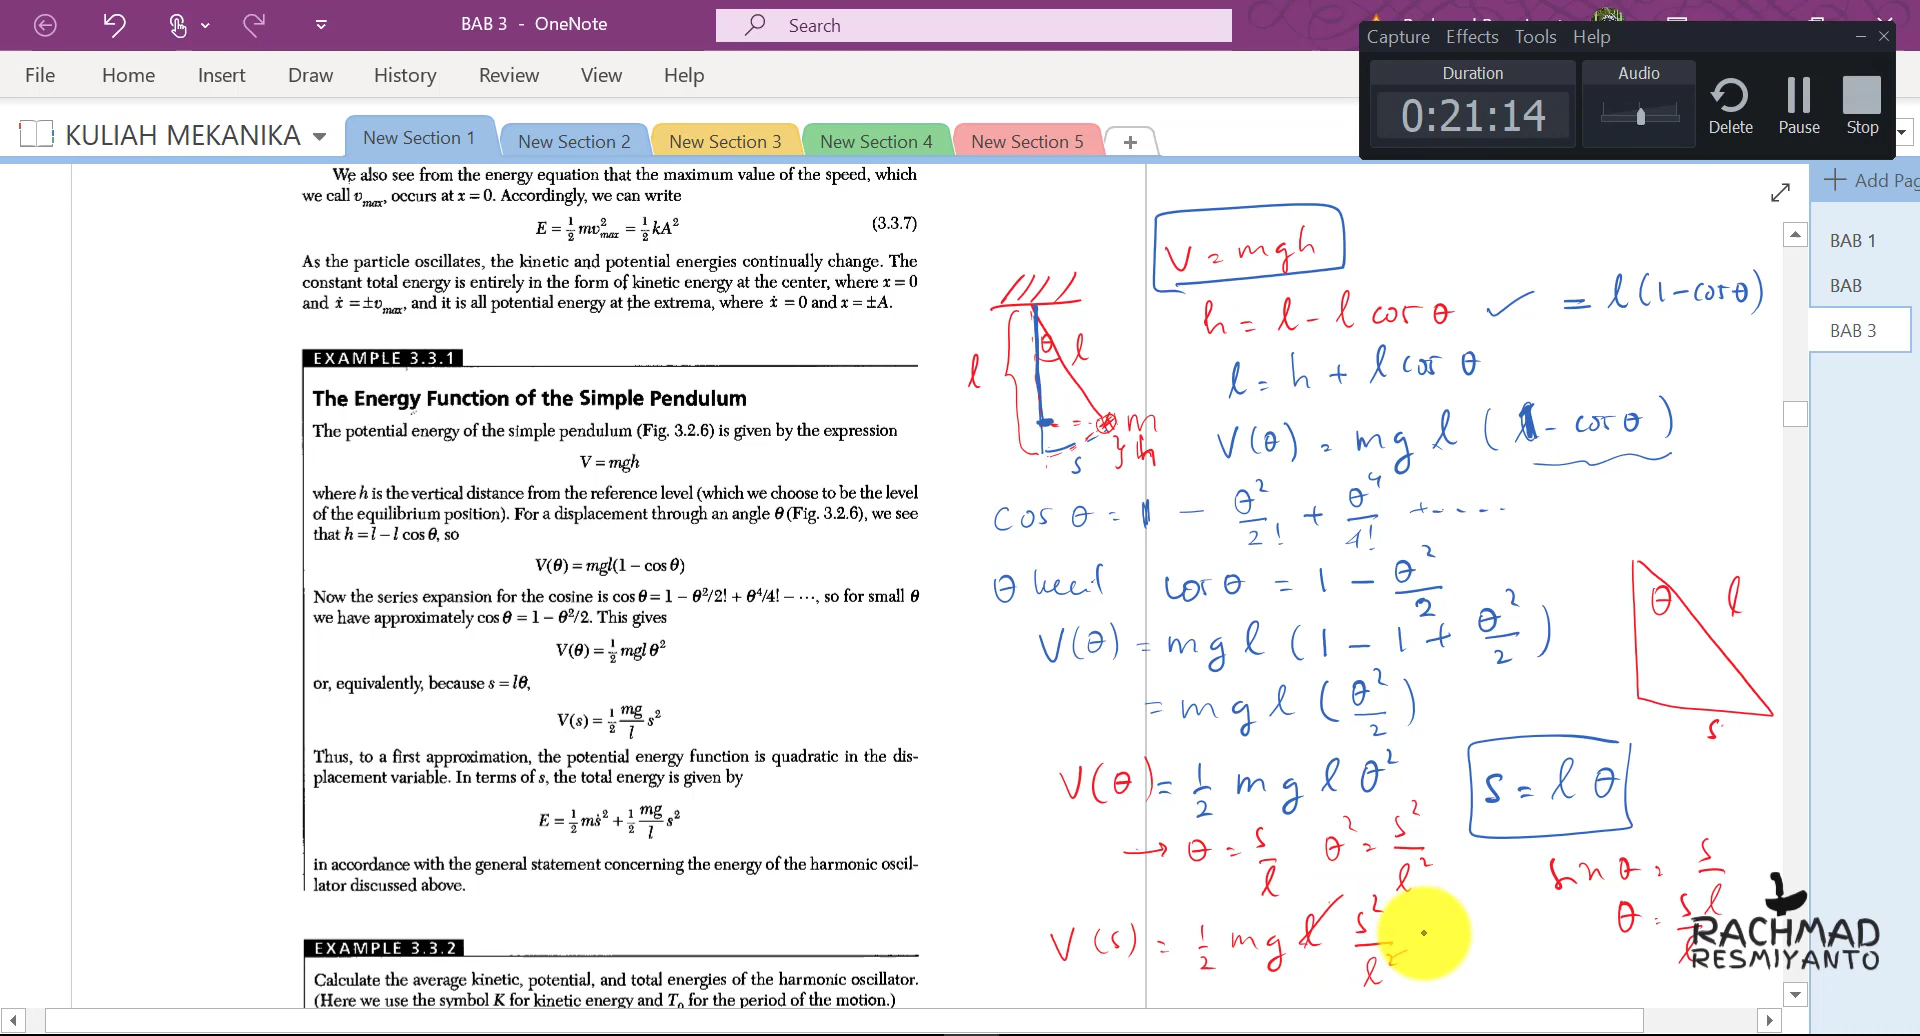 BAB 3 - OneNote
Search
Capture Effects Tools Help
Duration
Audio
0:21:14
Delete Pause Stop
File Home Insert Draw History Review View Help
KULIAH MEKANIKA
New Section 1
New Section 2
New Section 3
New Section 4
New Section 5
Add Pag
BAB 1
BAB
BAB 3
We also see from the energy equation that the maximum value of the speed, which
we call vmax, occurs at x = 0. Accordingly, we can write
E = ½ mv²max = ½ kA² (3.3.7)
As the particle oscillates, the kinetic and potential energies continually change. The
constant total energy is entirely in the form of kinetic energy at the center, where x = 0
and ẋ = ±vmax, and it is all potential energy at the extrema, where ẋ = 0 and x = ±A.
EXAMPLE 3.3.1
The Energy Function of the Simple Pendulum
The potential energy of the simple pendulum (Fig. 3.2.6) is given by the expression
V = mgh
where h is the vertical distance from the reference level (which we choose to be the level
of the equilibrium position). For a displacement through an angle θ (Fig. 3.2.6), we see
that h = l – l cos θ, so
V(θ) = mgl(1 – cos θ)
Now the series expansion for the cosine is cos θ = 1 – θ²/2! + θ⁴/4! – ···, so for small θ
we have approximately cos θ = 1 – θ²/2. This gives
V(θ) = ½ mgl θ²
or, equivalently, because s = lθ,
V(s) = ½ mg/l s²
Thus, to a first approximation, the potential energy function is quadratic in the dis-
placement variable. In terms of s, the total energy is given by
E = ½ mṡ² + ½ mg/l s²
in accordance with the general statement concerning the energy of the harmonic oscil-
lator discussed above.
EXAMPLE 3.3.2
Calculate the average kinetic, potential, and total energies of the harmonic oscillator.
(Here we use the symbol K for kinetic energy and T₀ for the period of the motion.)
V = mgh
h = l - l cos θ ✓ = l(1 - cos θ)
l = h + l cos θ
l
θ
l
m
h
s
V(θ) = mg l (1 - cos θ)
cos θ = 1 - θ²/2! + θ⁴/4! + - - - -
θ kecil cos θ = 1 - θ²/2
V(θ) = mgl (1 - 1 + θ²/2)
= mgl (θ²/2)
θ
l
s
V(θ) = ½ mglθ²
s = lθ
→ θ = s/l θ² = s²/l²
V(s) = ½ mgl s²/l²
sin θ = s/l
θ = s/l
RACHMAD
RESMIYANTO